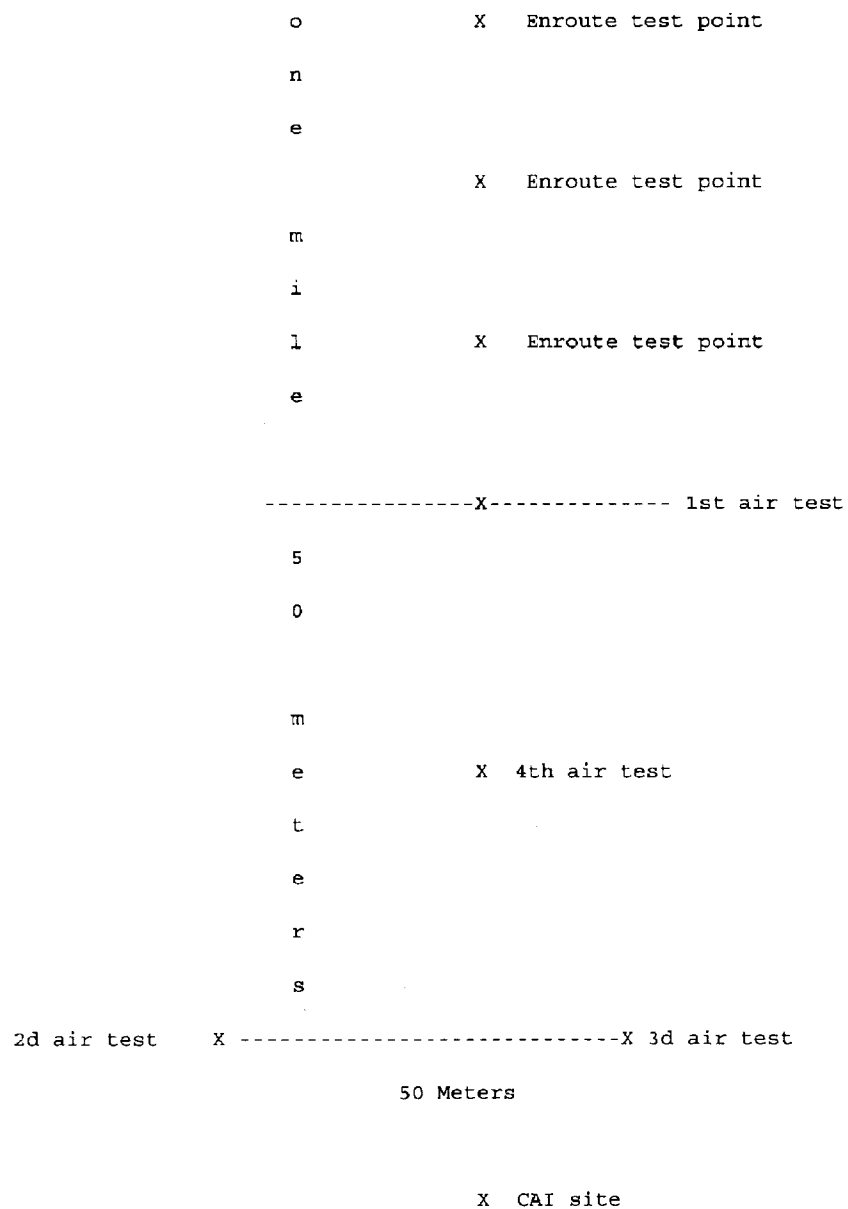 o X Enroute test point
n
e
X Enroute test point
m
i
l X Enroute test point
e
----------------X-------------- 1st air test
5
0
m
e X 4th air test
t
e
r
s
2d air test X -----------------------------X 3d air test
50 Meters
X CAI site